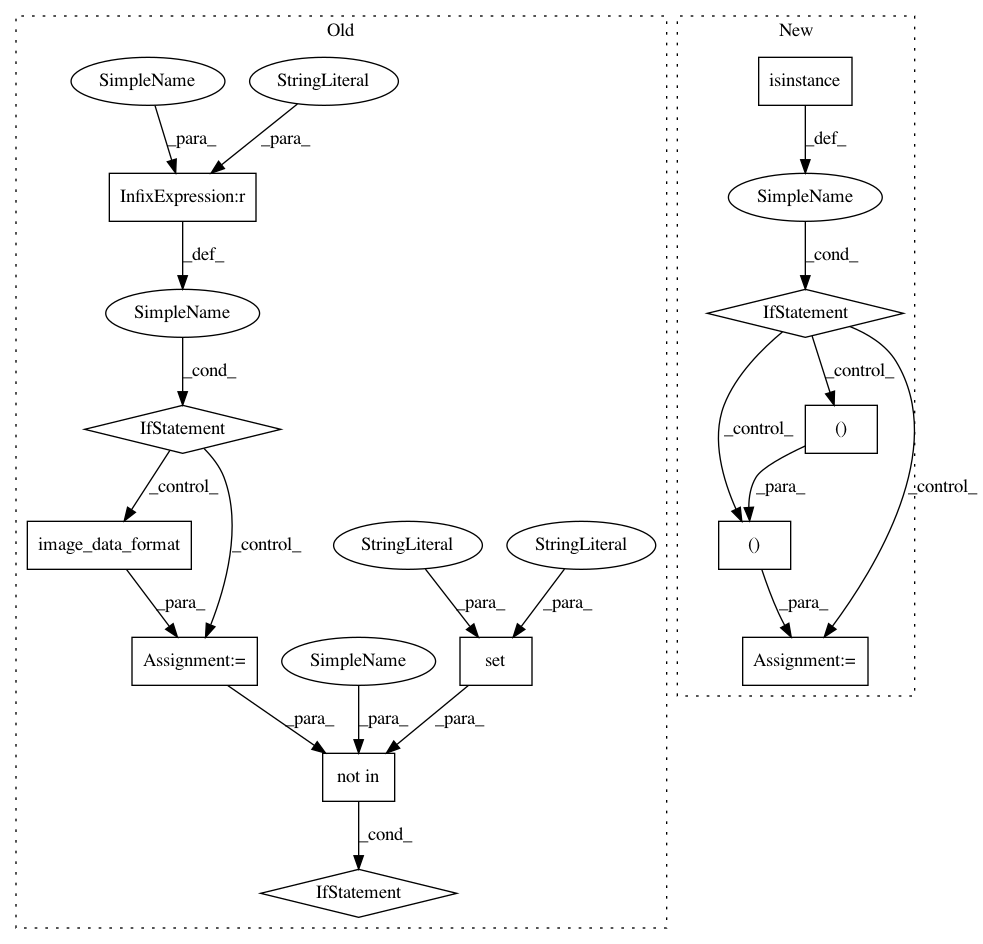 Old
New
SimpleName
StringLiteral
isinstance
_para_
_para_
_def_
InfixExpression:r
SimpleName
_def_
_cond_
SimpleName
IfStatement
_cond_
_control_
IfStatement
()
_control_
_control_
_para_
_control_
image_data_format
_control_
StringLiteral
StringLiteral
()
_para_
_para_
_para_
_para_
Assignment:=
SimpleName
set
Assignment:=
_para_
_para_
_para_
not in
_cond_
IfStatement